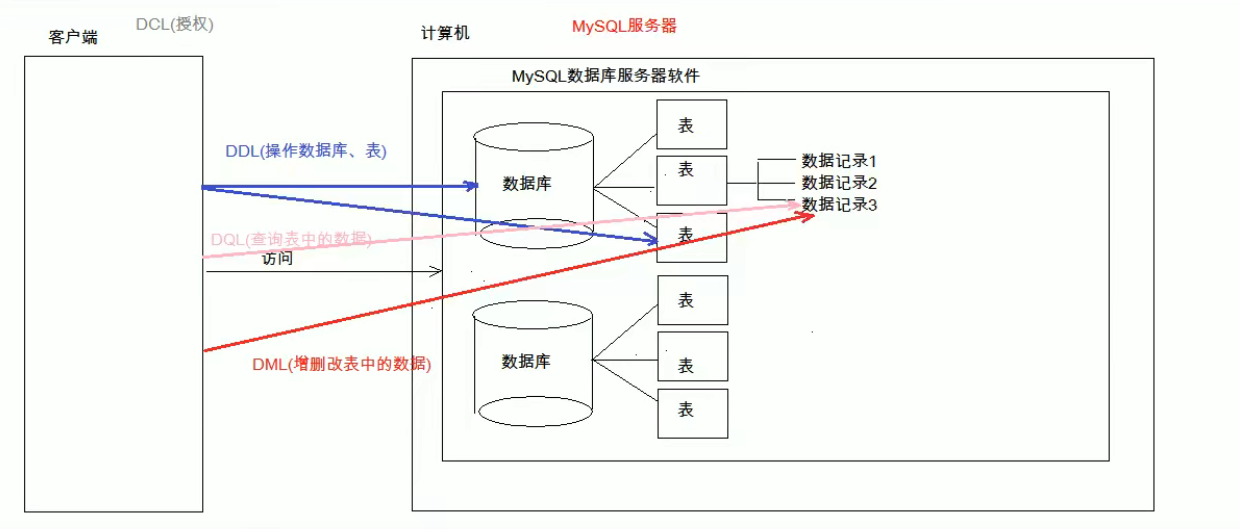 DCL(授权)
客户端
计算机
MySQL服务器
MySQL数据库服务器软件
表
DDL(操作数据库、表)
数据库
表
数据记录1
数据记录2
数据记录3
DQL(查询表中的数据)
表
访问
表
DML(增删改表中的数据)
数据库
表
表